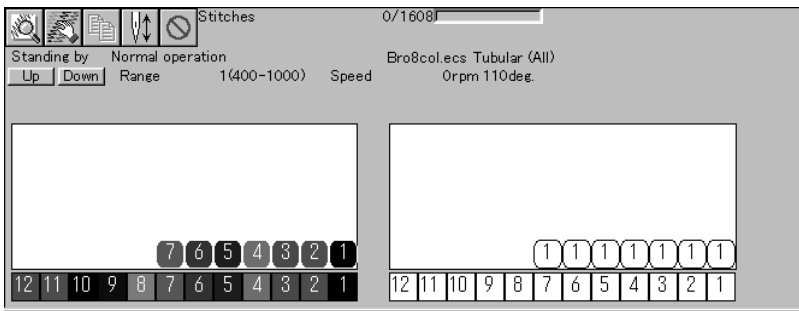 Stitches 0/1608
Standing by Normal operation Bro8col.ecs Tubular (All)
Up Down Range 1(400-1000) Speed 0rpm 110deg.
7 6 5 4 3 2 1 1 1 1 1 1 1 1
12 11 10 9 8 7 6 5 4 3 2 1 12 11 10 9 8 7 6 5 4 3 2 1